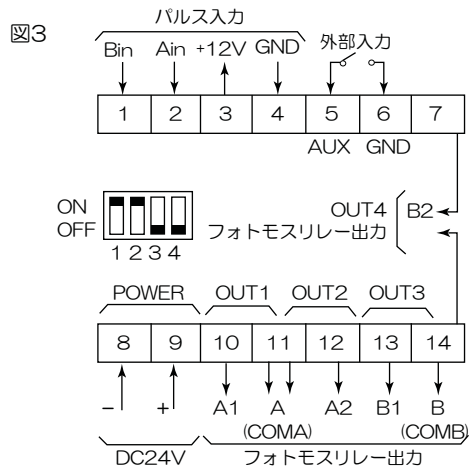 図3
パルス入力
Bin Ain +12V GND
外部入力
1 2 3 4 5 6 7
AUX GND
ON
OFF
1 2 3 4
OUT4
フォトモスリレー出力
B2
POWER OUT1 OUT2 OUT3
8 9 10 11 12 13 14
− + A1 A A2 B1 B
(COMA) (COMB)
DC24V フォトモスリレー出力